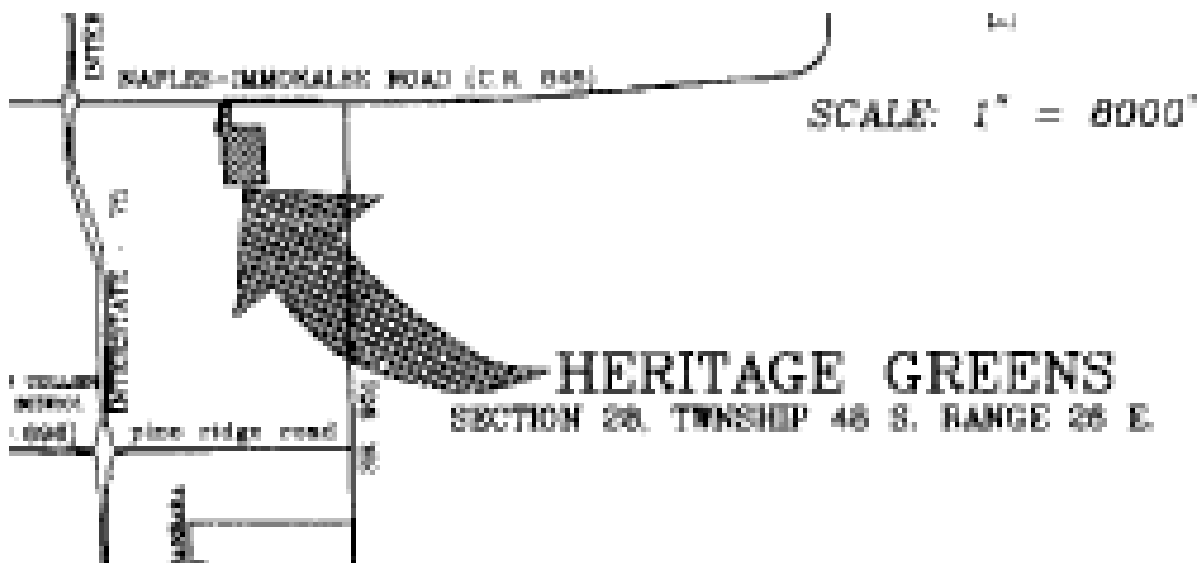 NAPLES-IMMOKALEE ROAD (C.R. 846)
SCALE: 1" = 8000'
INTERSTATE - 75
HERITAGE GREENS
SECTION 28, TWNSHIP 48 S. RANGE 26 E.
pine ridge road